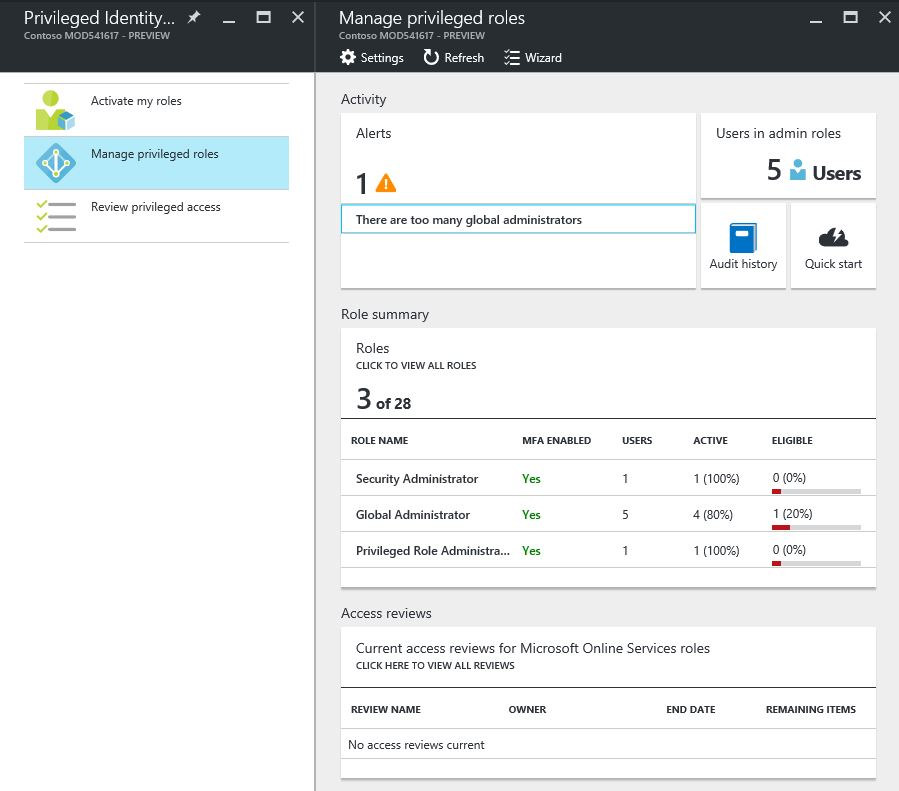 Privileged Identity...
Contoso MOD541617 - PREVIEW
Activate my roles
Manage privileged roles
Review privileged access
Manage privileged roles
Contoso MOD541617 - PREVIEW
Settings Refresh Wizard
Activity
Alerts
1
There are too many global administrators
Users in admin roles
5 Users
Audit history
Quick start
Role summary
Roles
CLICK TO VIEW ALL ROLES
3 of 28
ROLE NAME MFA ENABLED USERS ACTIVE ELIGIBLE
Security Administrator Yes 1 1 (100%) 0 (0%)
Global Administrator Yes 5 4 (80%) 1 (20%)
Privileged Role Administra... Yes 1 1 (100%) 0 (0%)
Access reviews
Current access reviews for Microsoft Online Services roles
CLICK HERE TO VIEW ALL REVIEWS
REVIEW NAME OWNER END DATE REMAINING ITEMS
No access reviews current